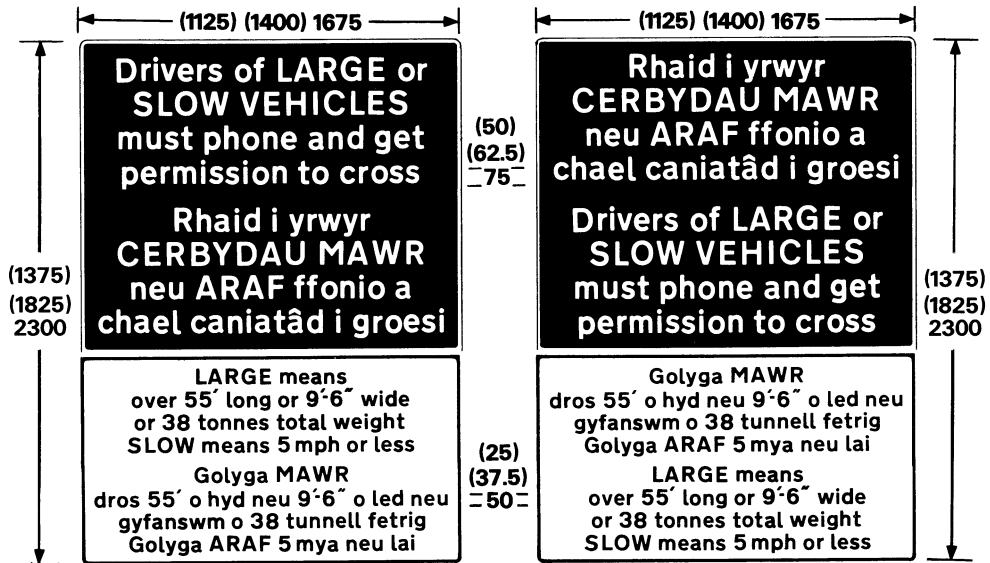 (1125) (1400) 1675
Drivers of LARGE or
SLOW VEHICLES
must phone and get
permission to cross
Rhaid i yrwyr
CERBYDAU MAWR
neu ARAF ffonio a
chael caniatâd i groesi
LARGE means
over 55′ long or 9′-6″ wide
or 38 tonnes total weight
SLOW means 5 mph or less
Golyga MAWR
dros 55′ o hyd neu 9′-6″ o led neu
gyfanswm o 38 tunnell fetrig
Golyga ARAF 5 mya neu lai
(1375)
(1825)
2300
(50)
(62.5)
75
(25)
(37.5)
50
(1125) (1400) 1675
Rhaid i yrwyr
CERBYDAU MAWR
neu ARAF ffonio a
chael caniatâd i groesi
Drivers of LARGE or
SLOW VEHICLES
must phone and get
permission to cross
Golyga MAWR
dros 55′ o hyd neu 9′-6″ o led neu
gyfanswm o 38 tunnell fetrig
Golyga ARAF 5 mya neu lai
LARGE means
over 55′ long or 9′-6″ wide
or 38 tonnes total weight
SLOW means 5 mph or less
(1375)
(1825)
2300